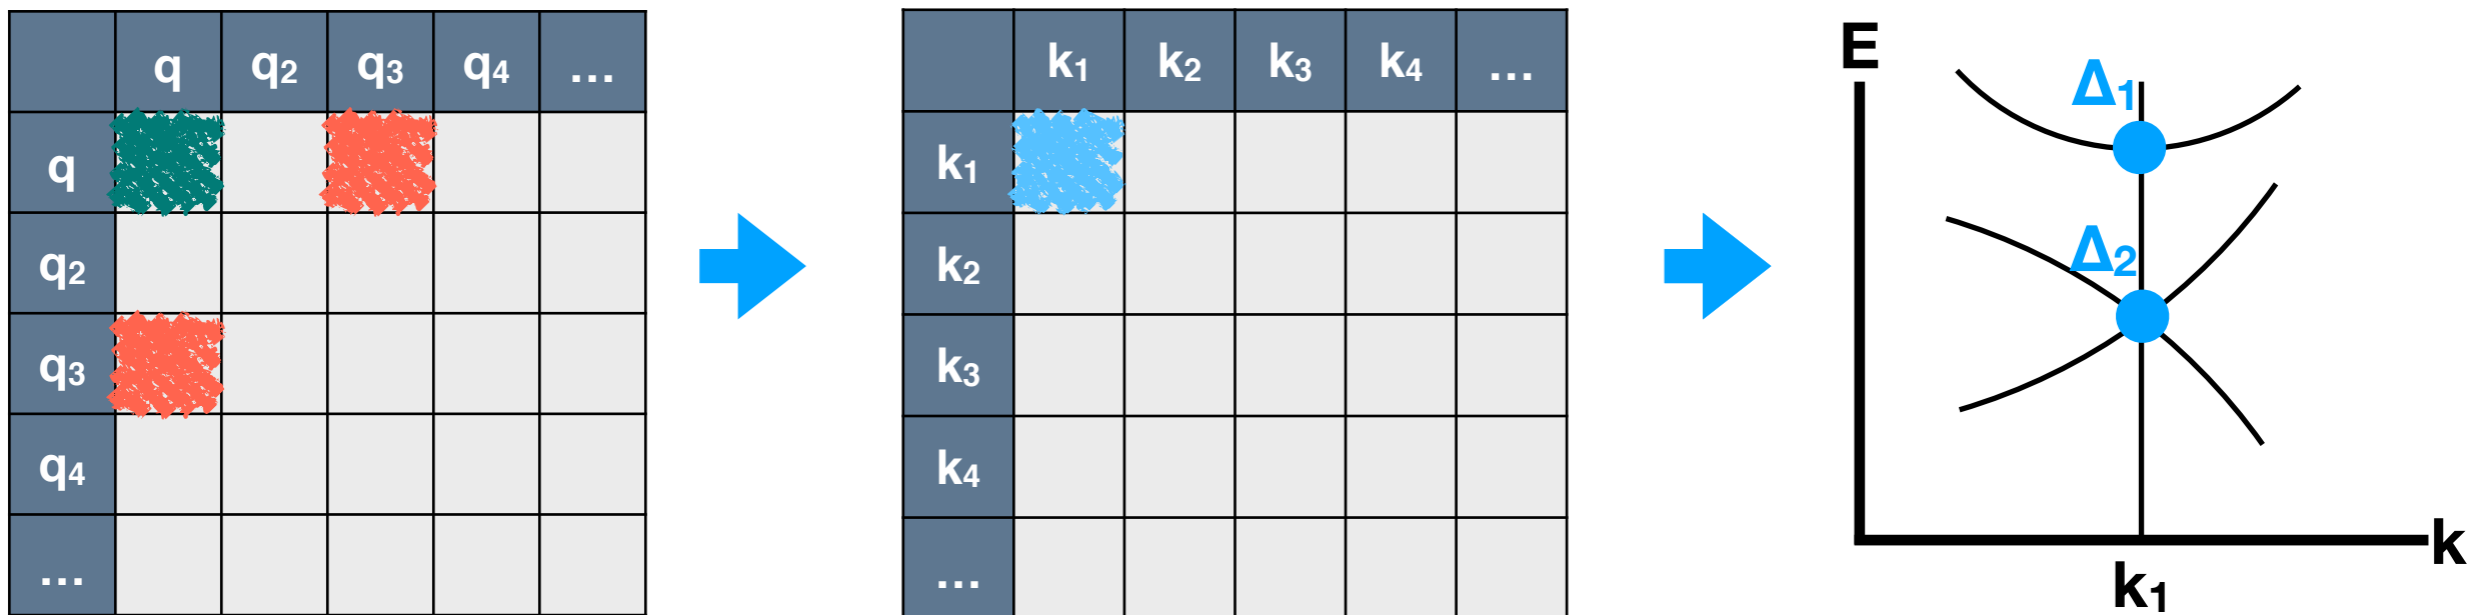 q q2 q3 q4 ...
q
q2
q3
q4
...
k1 k2 k3 k4 ...
k1
k2
k3
k4
...
E
Δ1
Δ2
k
k1